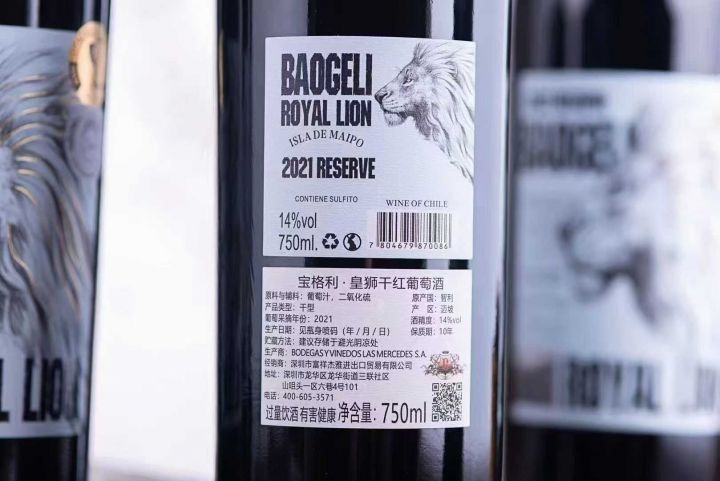 BAOGELI
ROYAL LION
ISLA DE MAIPO
2021 RESERVE
CONTIENE SULFITO
WINE OF CHILE
14%vol
750ml.
7 804679 870086
宝格利·皇狮干红葡萄酒
原料与辅料：葡萄汁，二氧化硫
原产国：智利
产品类型：干型
产 区：迈坡
葡萄采摘年份：2021
酒精度：14%vol
生产日期：见瓶身喷码（年/月/日）
保质期：10年
贮藏方法：建议存储于避光阴凉处
生产商：BODEGAS Y VINEDOS LAS MERCEDES S.A.
经销商：深圳市富祥杰雅进出口贸易有限公司
地址：深圳市龙华区龙华街道三联社区
山咀头一区六巷4号101
电话：400-605-3571
过量饮酒 有害健康 净含量：750ml
BAOGELI
ROYAL LION
ROYAL LIO